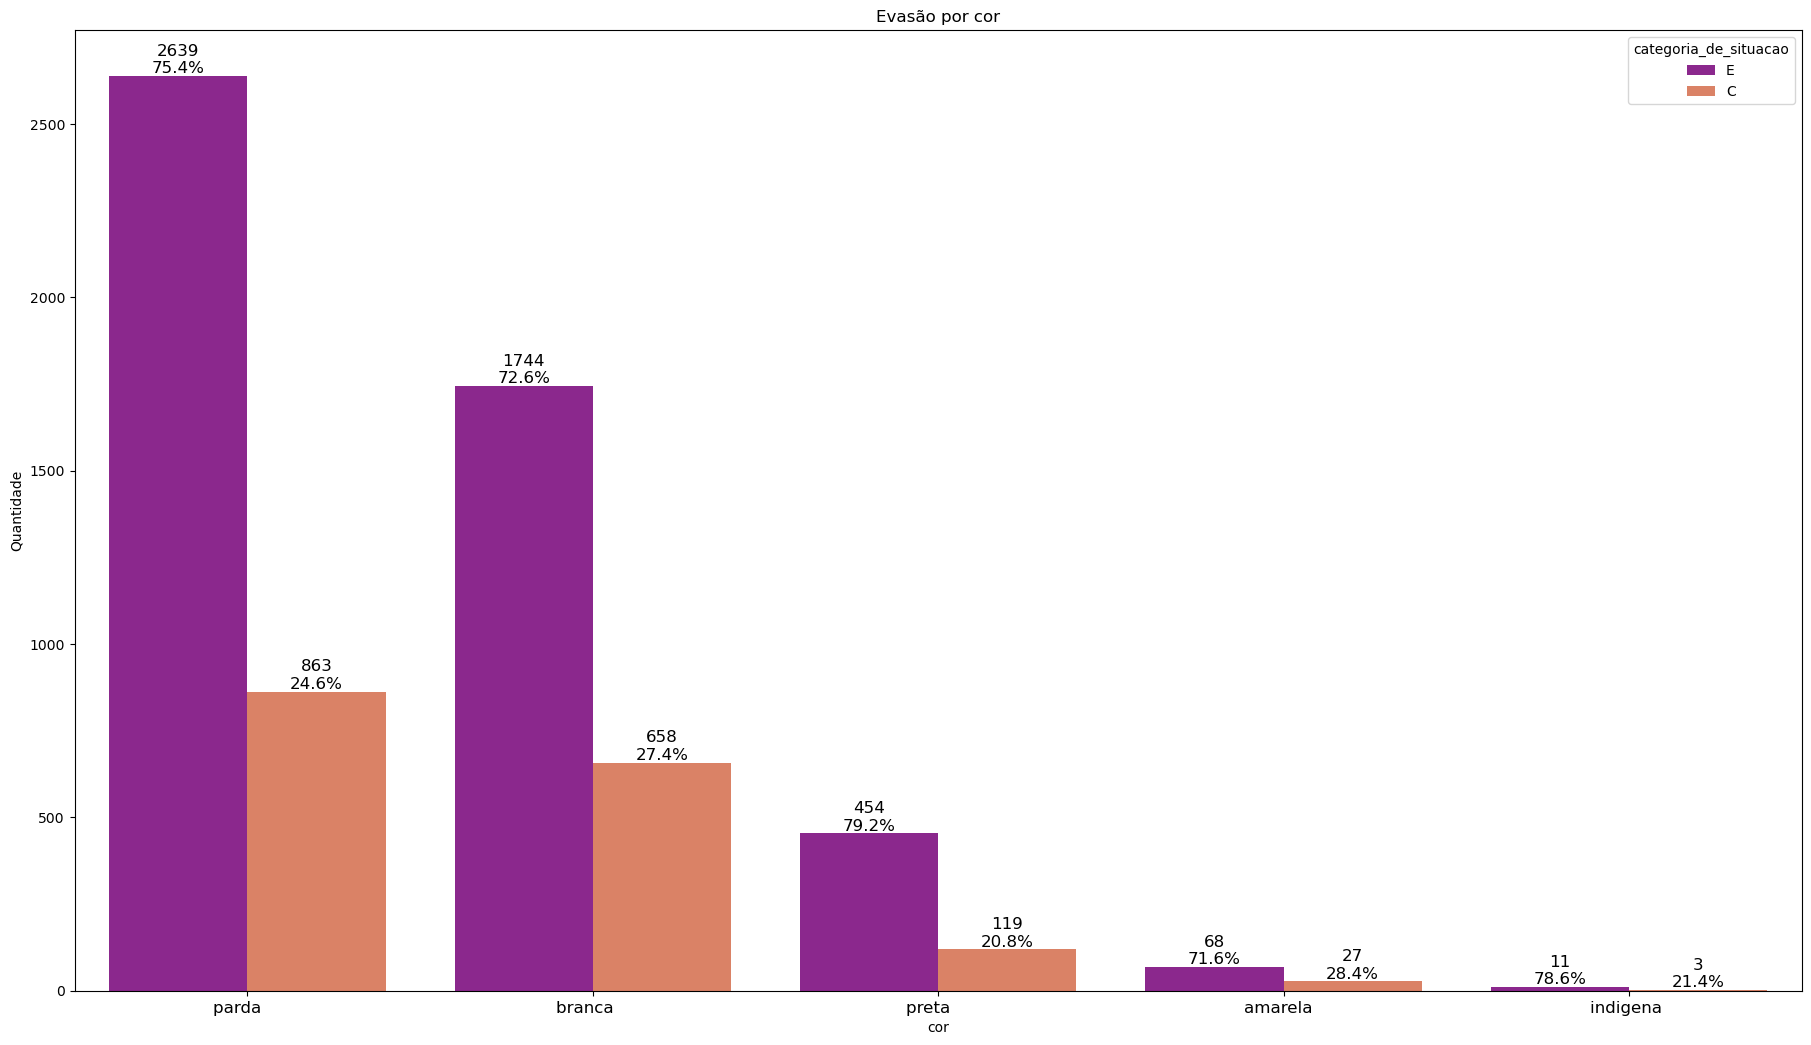 Evasão por cor
categoria_de_situacao
E
C
Quantidade
2500
2000
1500
1000
500
0
2639
75.4%
863
24.6%
1744
72.6%
658
27.4%
454
79.2%
119
20.8%
68
71.6%
27
28.4%
11
78.6%
3
21.4%
parda
branca
preta
amarela
indigena
cor